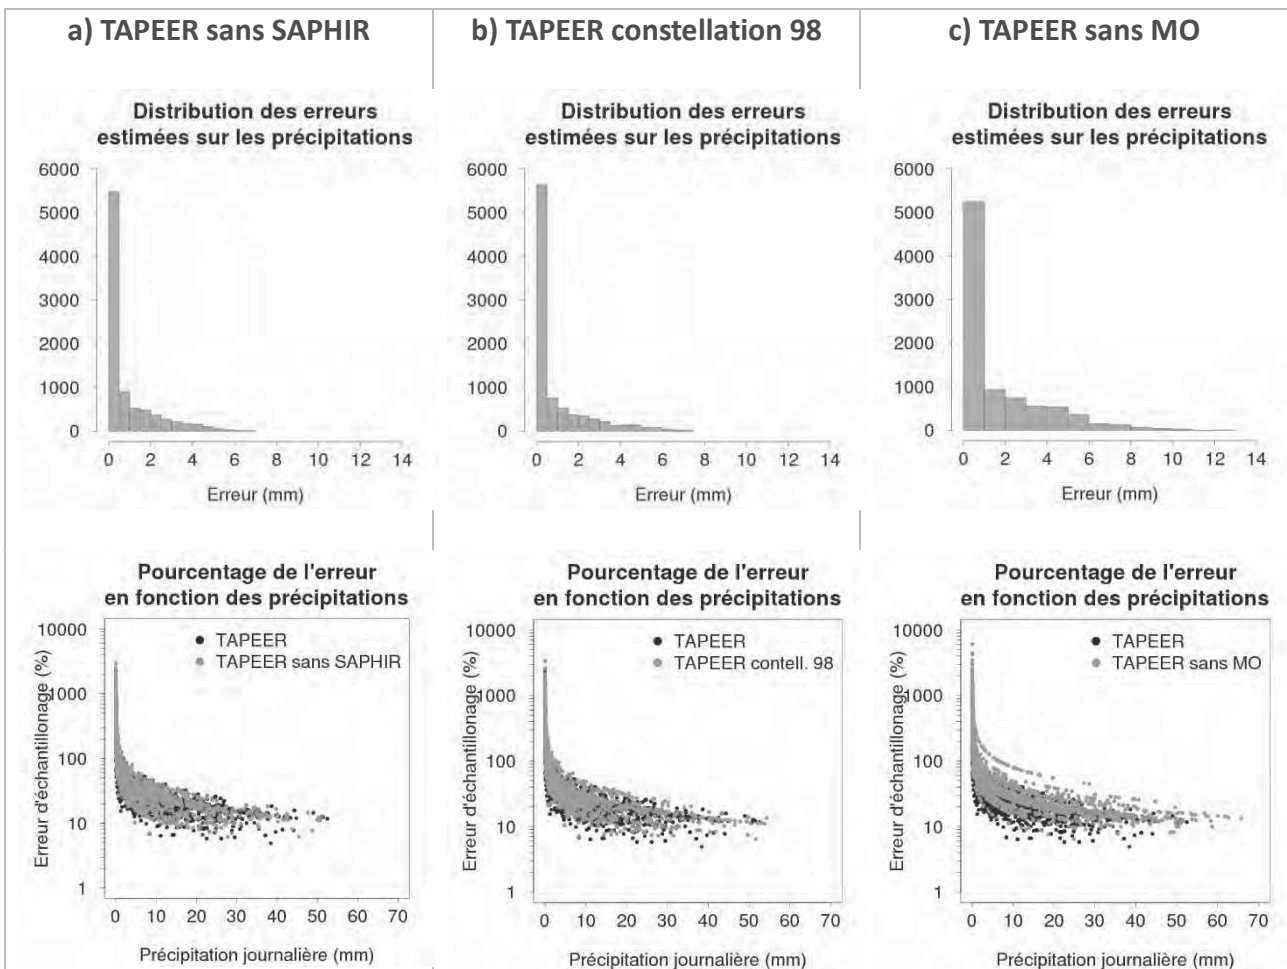 a) TAPEER sans SAPHIR
b) TAPEER constellation 98
c) TAPEER sans MO
Distribution des erreurs
estimées sur les précipitations
6000
5000
4000
3000
2000
1000
0
0 2 4 6 8 10 12 14
Erreur (mm)
Distribution des erreurs
estimées sur les précipitations
6000
5000
4000
3000
2000
1000
0
0 2 4 6 8 10 12 14
Erreur (mm)
Distribution des erreurs
estimées sur les précipitations
6000
5000
4000
3000
2000
1000
0
0 2 4 6 8 10 12 14
Erreur (mm)
Pourcentage de l'erreur
en fonction des précipitations
Erreur d'échantillonage (%)
10000
1000
100
10
1
TAPEER
TAPEER sans SAPHIR
0 10 20 30 40 50 60 70
Précipitation journalière (mm)
Pourcentage de l'erreur
en fonction des précipitations
Erreur d'échantillonage (%)
10000
1000
100
10
1
TAPEER
TAPEER contell. 98
0 10 20 30 40 50 60 70
Précipitation journalière (mm)
Pourcentage de l'erreur
en fonction des précipitations
Erreur d'échantillonage (%)
10000
1000
100
10
1
TAPEER
TAPEER sans MO
0 10 20 30 40 50 60 70
Précipitation journalière (mm)